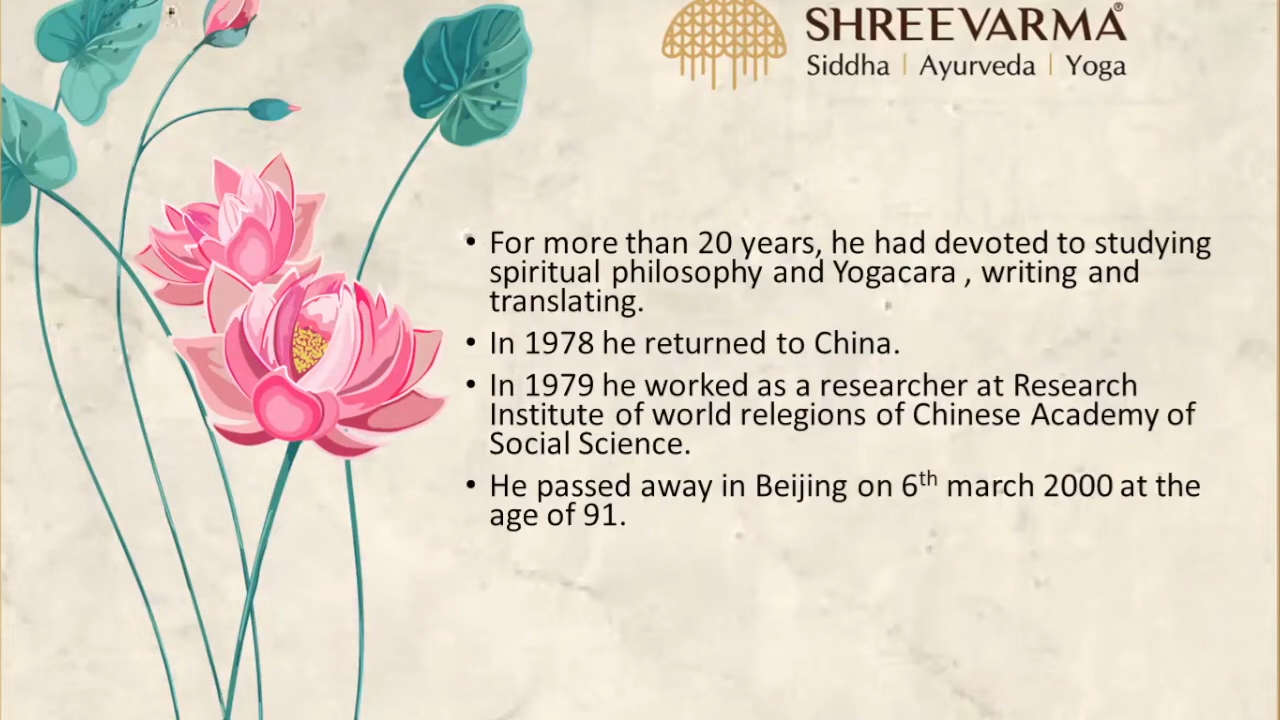 SHREEVARMA®
Siddha | Ayurveda | Yoga
• For more than 20 years, he had devoted to studying
spiritual philosophy and Yogacara , writing and
translating.
• In 1978 he returned to China.
• In 1979 he worked as a researcher at Research
Institute of world relegions of Chinese Academy of
Social Science.
• He passed away in Beijing on 6th march 2000 at the
age of 91.